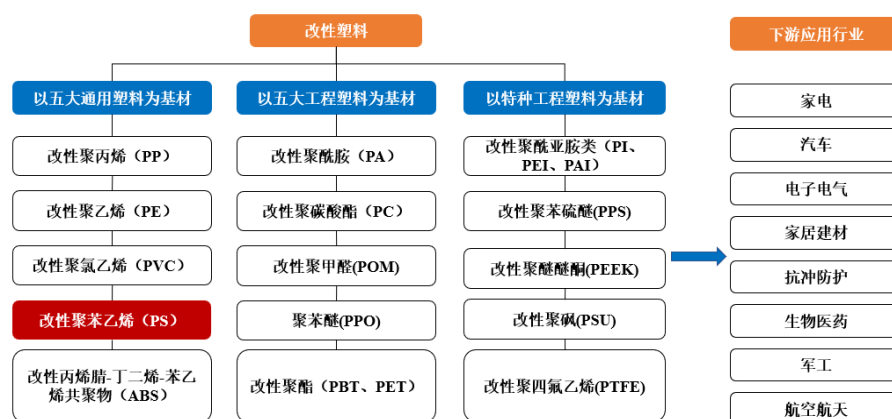 改性塑料
下游应用行业
以五大通用塑料为基材
以五大工程塑料为基材
以特种工程塑料为基材
改性聚丙烯（PP）
改性聚乙烯（PE）
改性聚氯乙烯（PVC）
改性聚苯乙烯（PS）
改性丙烯腈-丁二烯-苯乙
烯共聚物（ABS）
改性聚酰胺（PA）
改性聚碳酸酯（PC）
改性聚甲醛(POM)
聚苯醚(PPO)
改性聚酯（PBT、PET）
改性聚酰亚胺类（PI、
PEI、PAI）
改性聚苯硫醚(PPS)
改性聚醚醚酮(PEEK)
改性聚砜(PSU)
改性聚四氟乙烯(PTFE)
家电
汽车
电子电气
家居建材
抗冲防护
生物医药
军工
航空航天